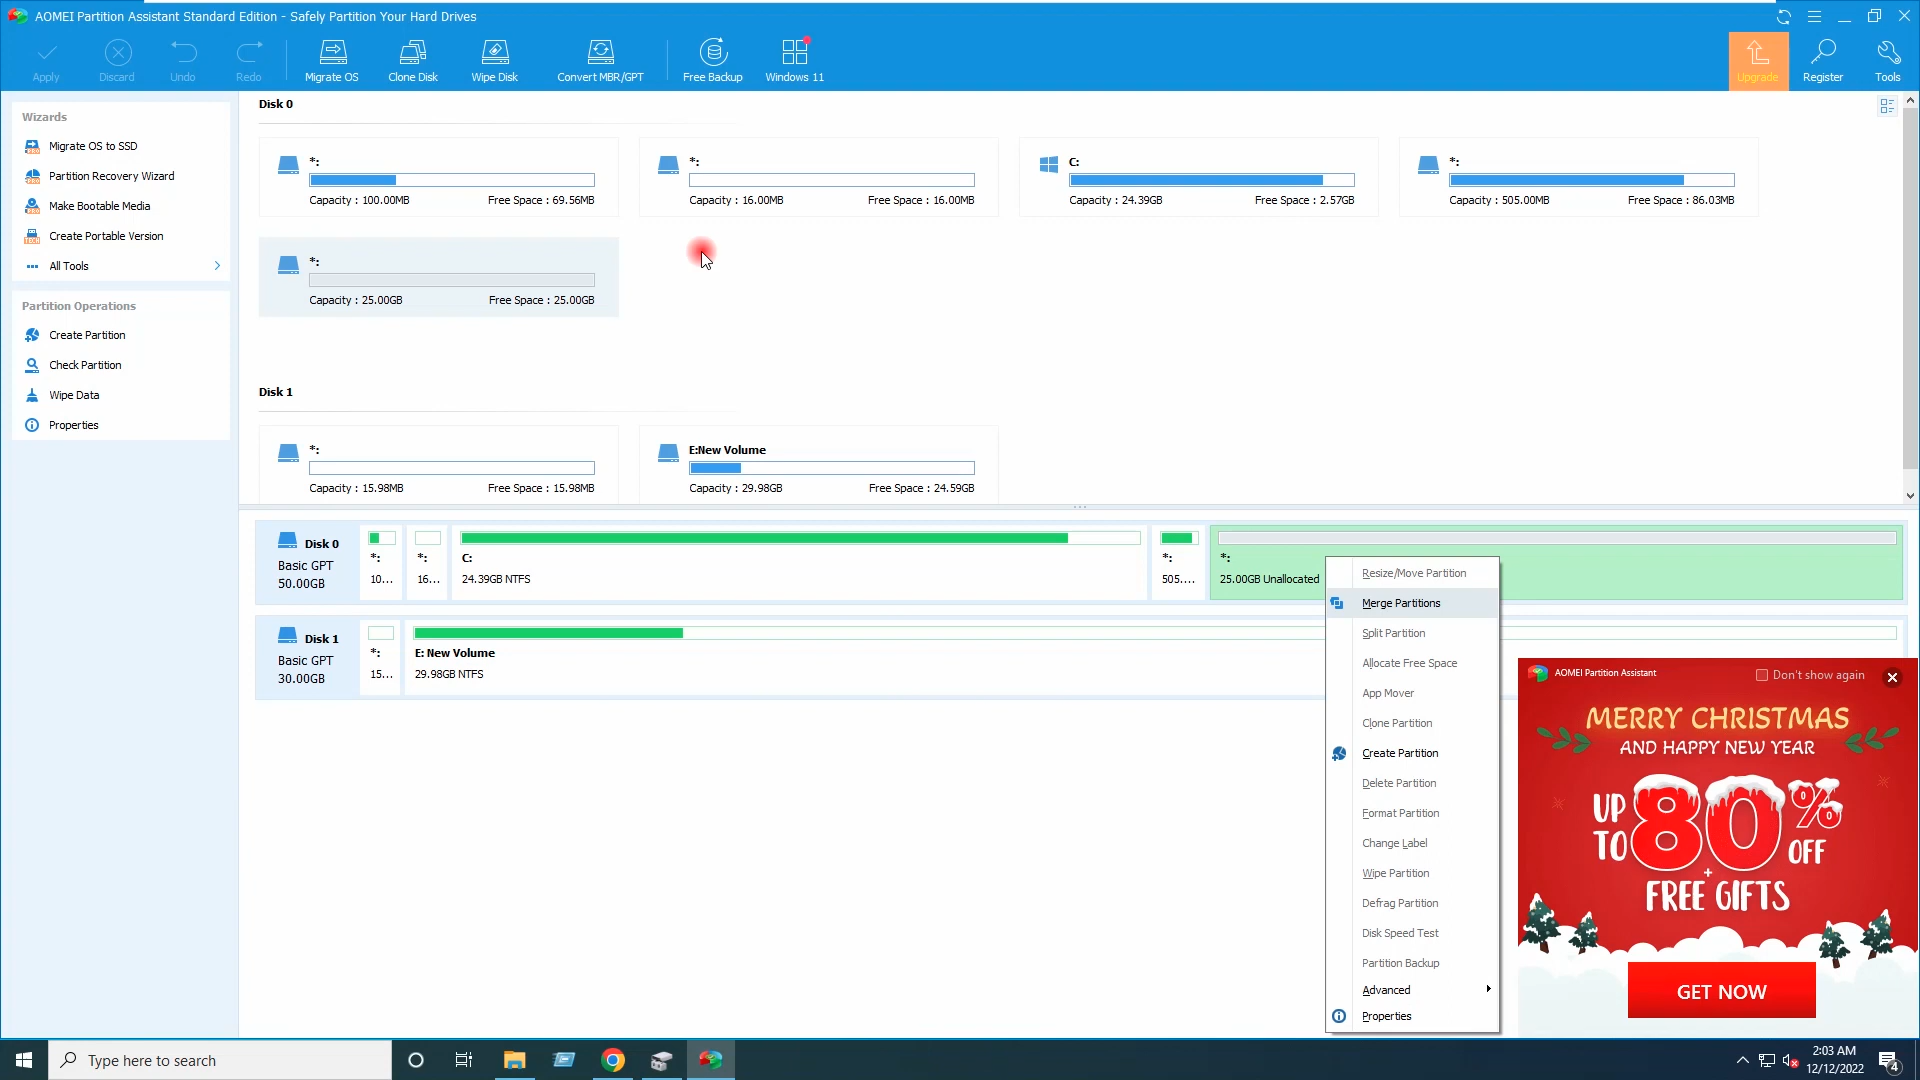 AOMEI Partition Assistant Standard Edition - Safely Partition Your Hard Drives
Apply
Discard
Undo
Redo
Migrate OS
Clone Disk
Wipe Disk
Convert MBR/GPT
Free Backup
Windows 11
Upgrade
Register
Tools
Wizards
Migrate OS to SSD
Partition Recovery Wizard
Make Bootable Media
Create Portable Version
All Tools
Partition Operations
Create Partition
Check Partition
Wipe Data
Properties
Disk 0
*:
Capacity : 100.00MB Free Space : 69.56MB
*:
Capacity : 16.00MB Free Space : 16.00MB
C:
Capacity : 24.39GB Free Space : 2.57GB
*:
Capacity : 505.00MB Free Space : 86.03MB
*:
Capacity : 25.00GB Free Space : 25.00GB
Disk 1
*:
Capacity : 15.98MB Free Space : 15.98MB
E:New Volume
Capacity : 29.98GB Free Space : 24.59GB
Disk 0
Basic GPT
50.00GB
*:
10...
*:
16...
C:
24.39GB NTFS
*:
505....
*:
25.00GB Unallocated
Disk 1
Basic GPT
30.00GB
*:
15...
E: New Volume
29.98GB NTFS
Resize/Move Partition
Merge Partitions
Split Partition
Allocate Free Space
App Mover
Clone Partition
Create Partition
Delete Partition
Format Partition
Change Label
Wipe Partition
Defrag Partition
Disk Speed Test
Partition Backup
Advanced
Properties
AOMEI Partition Assistant
Don't show again
MERRY CHRISTMAS
AND HAPPY NEW YEAR
UP TO 80% OFF
+
FREE GIFTS
GET NOW
Type here to search
2:03 AM
12/12/2022
4